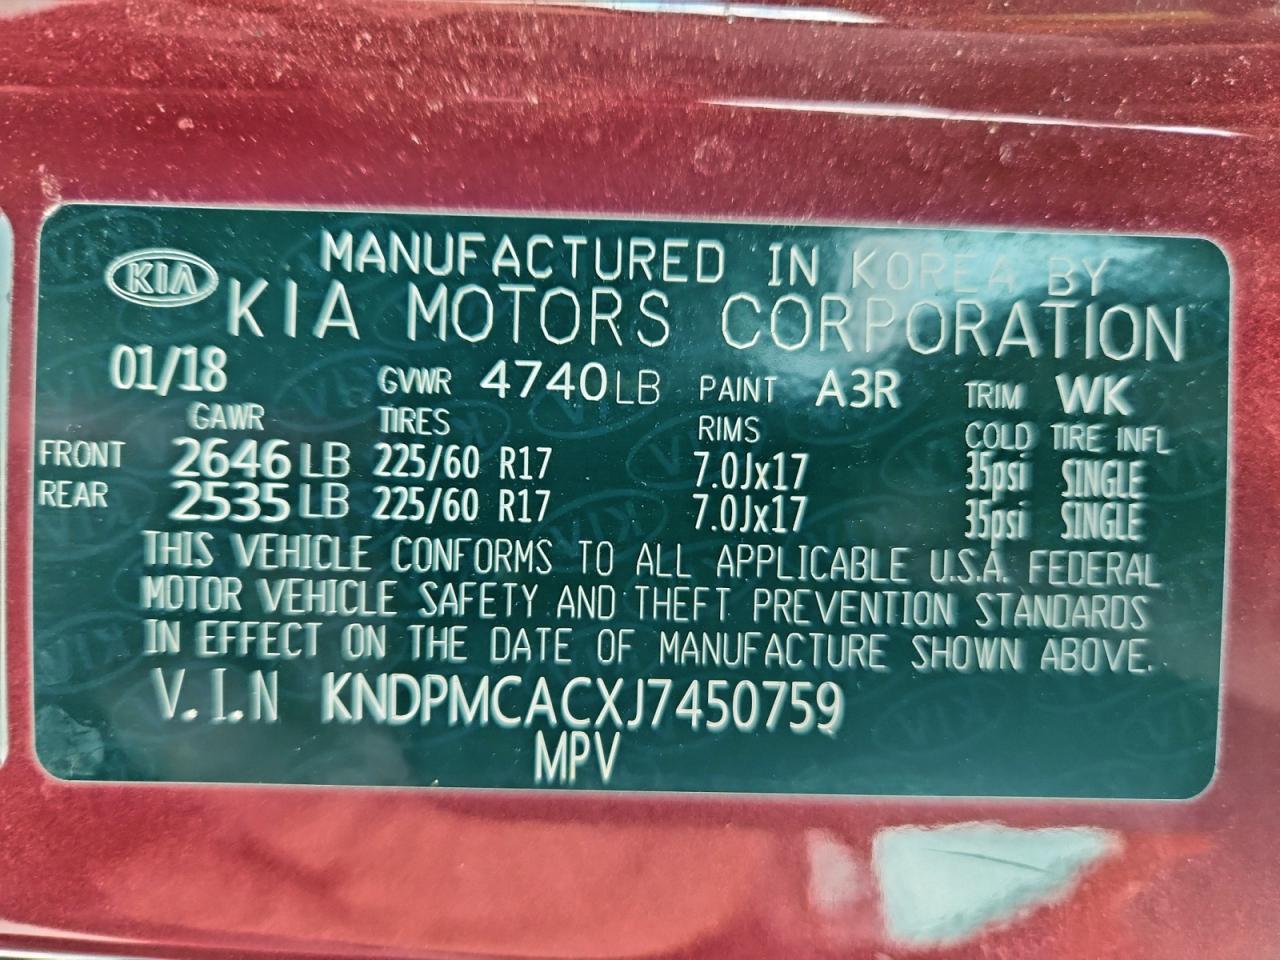 KIA MANUFACTURED IN KOREA BY
KIA MOTORS CORPORATION
01/18 GVWR 4740LB PAINT A3R TRIM WK
GAWR TIRES RIMS COLD TIRE INFL
FRONT 2646LB 225/60 R17 7.0Jx17 35psi SINGLE
REAR 2535LB 225/60 R17 7.0Jx17 35psi SINGLE
THIS VEHICLE CONFORMS TO ALL APPLICABLE U.S.A. FEDERAL
MOTOR VEHICLE SAFETY AND THEFT PREVENTION STANDARDS
IN EFFECT ON THE DATE OF MANUFACTURE SHOWN ABOVE.
V.I.N KNDPMCACXJ7450759
MPV